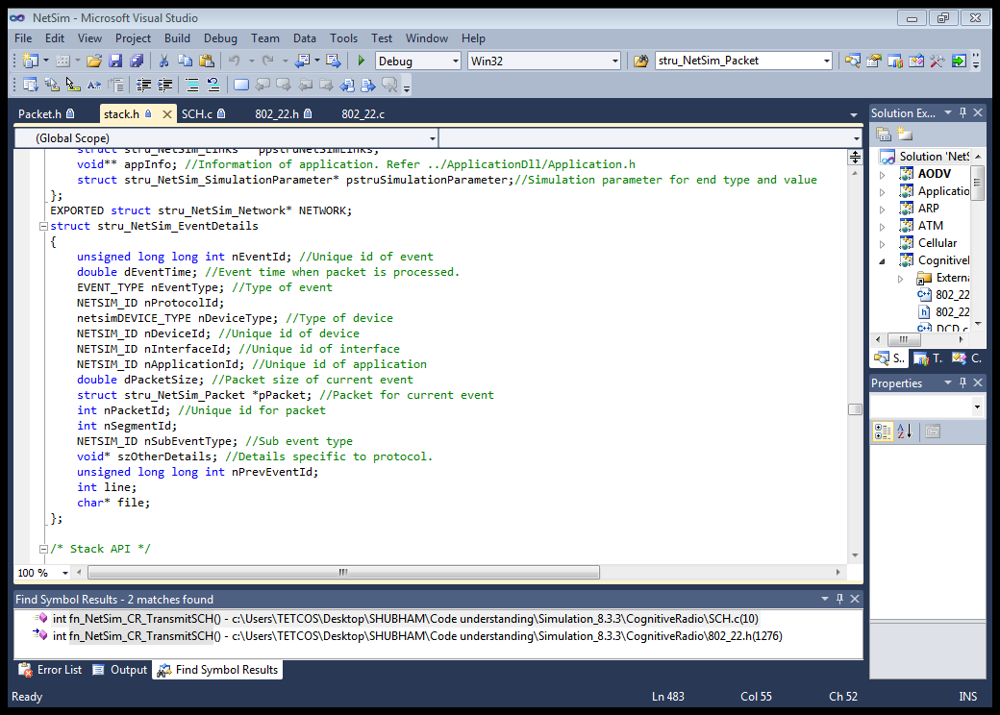 NetSim - Microsoft Visual Studio
File Edit View Project Build Debug Team Data Tools Test Window Help
Debug Win32 stru_NetSim_Packet
Packet.h stack.h SCH.c 802_22.h 802_22.c
(Global Scope)
struct stru_NetSim_Links** ppstruNetSimLinks;
void** appInfo; //Information of application. Refer ../ApplicationDll/Application.h
struct stru_NetSim_SimulationParameter* pstruSimulationParameter;//Simulation parameter for end type and value
};
EXPORTED struct stru_NetSim_Network* NETWORK;
struct stru_NetSim_EventDetails
{
unsigned long long int nEventId; //Unique id of event
double dEventTime; //Event time when packet is processed.
EVENT_TYPE nEventType; //Type of event
NETSIM_ID nProtocolId;
netsimDEVICE_TYPE nDeviceType; //Type of device
NETSIM_ID nDeviceId; //Unique id of device
NETSIM_ID nInterfaceId; //Unique id of interface
NETSIM_ID nApplicationId; //Unique id of application
double dPacketSize; //Packet size of current event
struct stru_NetSim_Packet *pPacket; //Packet for current event
int nPacketId; //Unique id for packet
int nSegmentId;
NETSIM_ID nSubEventType; //Sub event type
void* szOtherDetails; //Details specific to protocol.
unsigned long long int nPrevEventId;
int line;
char* file;
};
/* Stack API */
100 %
Solution Ex...
Solution 'NetS
AODV
Applicatio
ARP
ATM
Cellular
Cognitivel
Externa
802_22
802_22
DCD.c
S.. T. C.
Properties
Find Symbol Results - 2 matches found
int fn_NetSim_CR_TransmitSCH() - c:\Users\TETCOS\Desktop\SHUBHAM\Code understanding\Simulation_8.3.3\CognitiveRadio\SCH.c(10)
int fn_NetSim_CR_TransmitSCH() - c:\Users\TETCOS\Desktop\SHUBHAM\Code understanding\Simulation_8.3.3\CognitiveRadio\802_22.h(1276)
Error List Output Find Symbol Results
Ready Ln 483 Col 55 Ch 52 INS